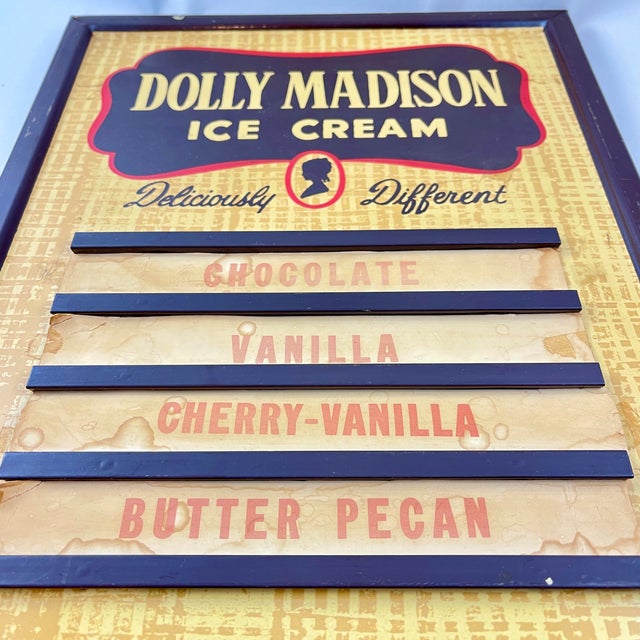 DOLLY MADISON
ICE CREAM
Deliciously Different
CHOCOLATE
VANILLA
CHERRY-VANILLA
BUTTER PECAN